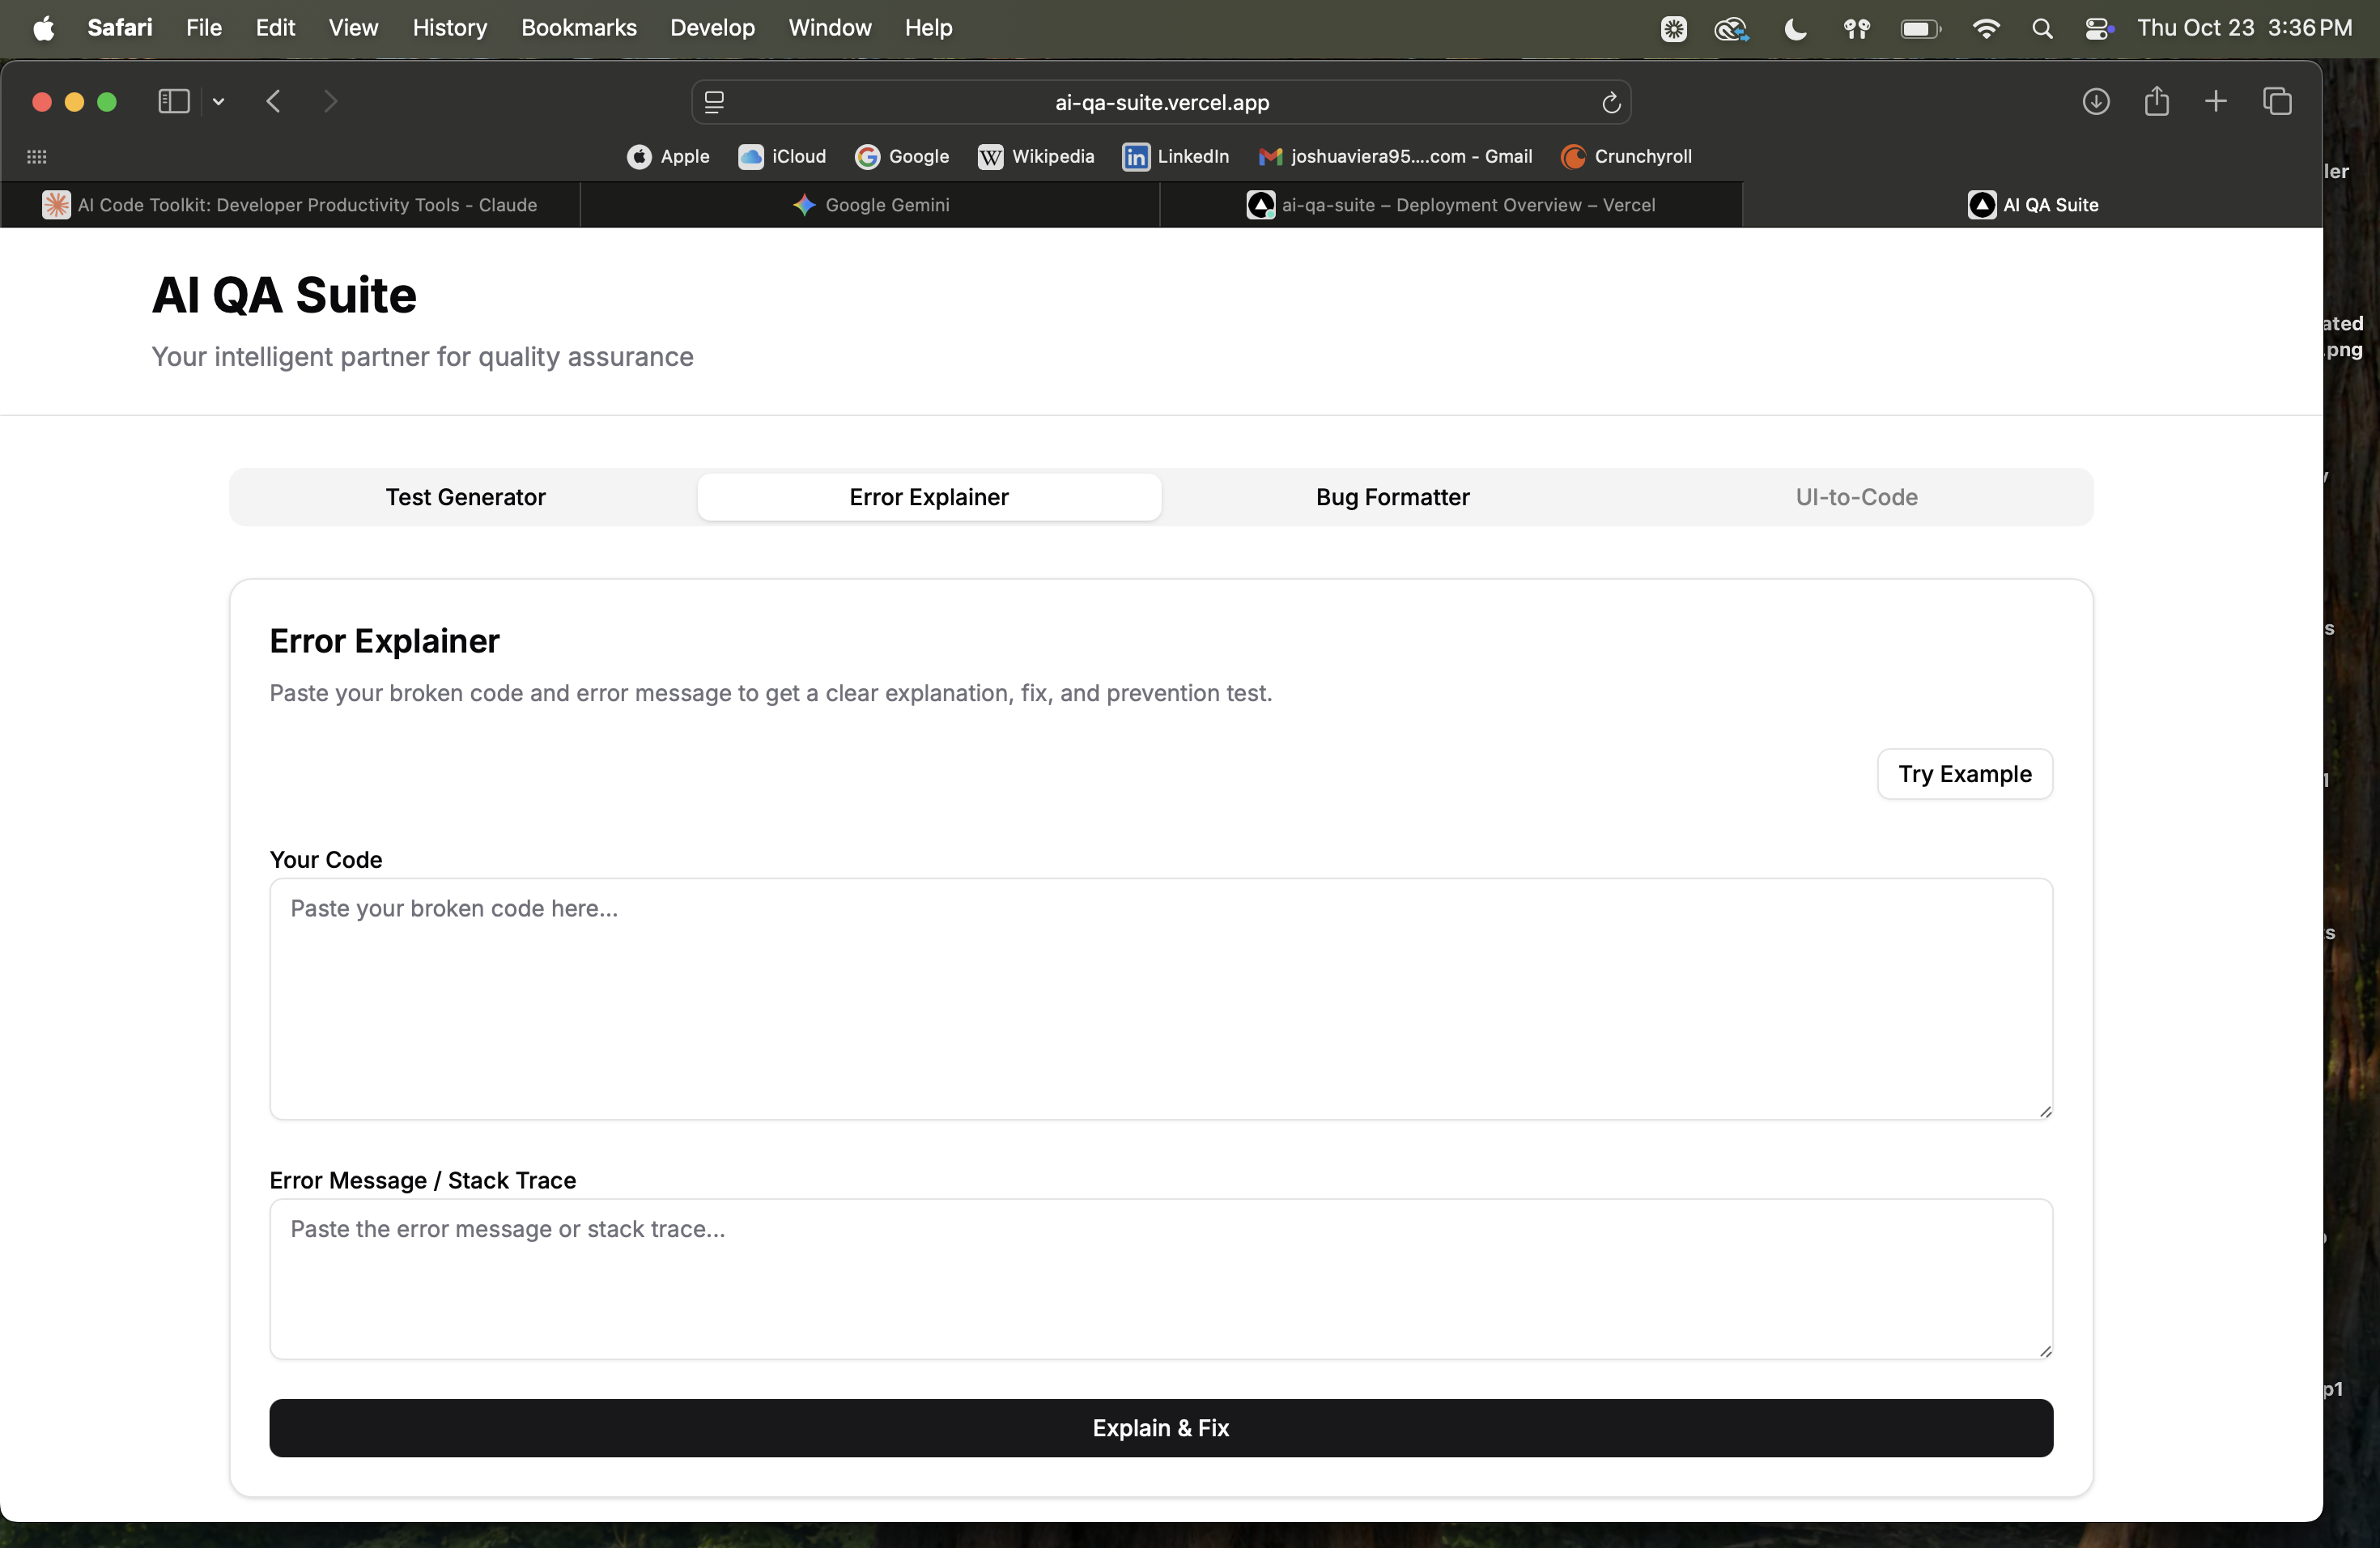 Safari File Edit View History Bookmarks Develop Window Help Thu Oct 23 3:36 PM
ai-qa-suite.vercel.app
Apple iCloud Google Wikipedia LinkedIn joshuaviera95....com - Gmail Crunchyroll
AI Code Toolkit: Developer Productivity Tools - Claude Google Gemini ai-qa-suite – Deployment Overview – Vercel AI QA Suite
AI QA Suite
Your intelligent partner for quality assurance
Test Generator Error Explainer Bug Formatter UI-to-Code
Error Explainer
Paste your broken code and error message to get a clear explanation, fix, and prevention test.
Try Example
Your Code
Paste your broken code here...
Error Message / Stack Trace
Paste the error message or stack trace...
Explain & Fix
ler
ated
.png
s
s
p1